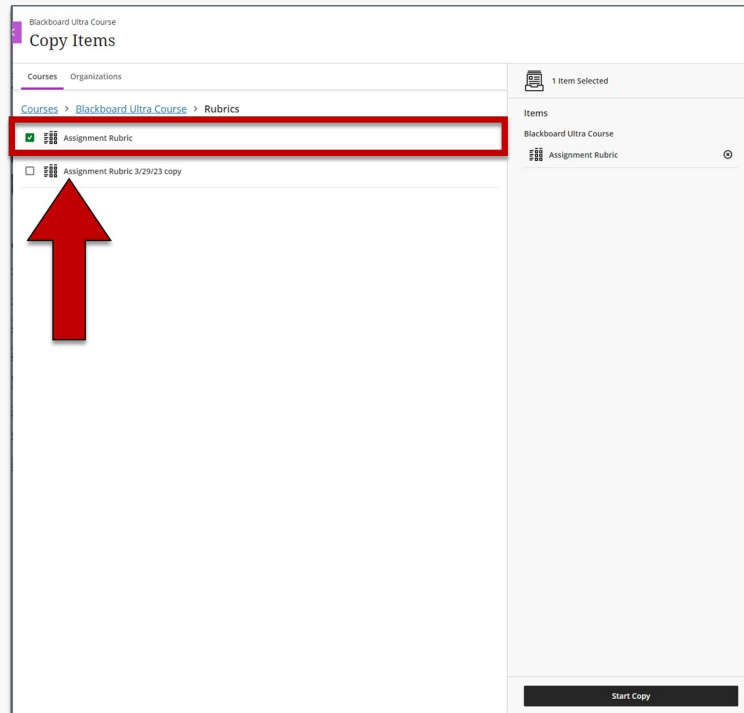 Blackboard Ultra Course
Copy Items
Courses Organizations
Courses > Blackboard Ultra Course > Rubrics
Assignment Rubric
Assignment Rubric 3/29/23 copy
1 Item Selected
Items
Blackboard Ultra Course
Assignment Rubric
Start Copy